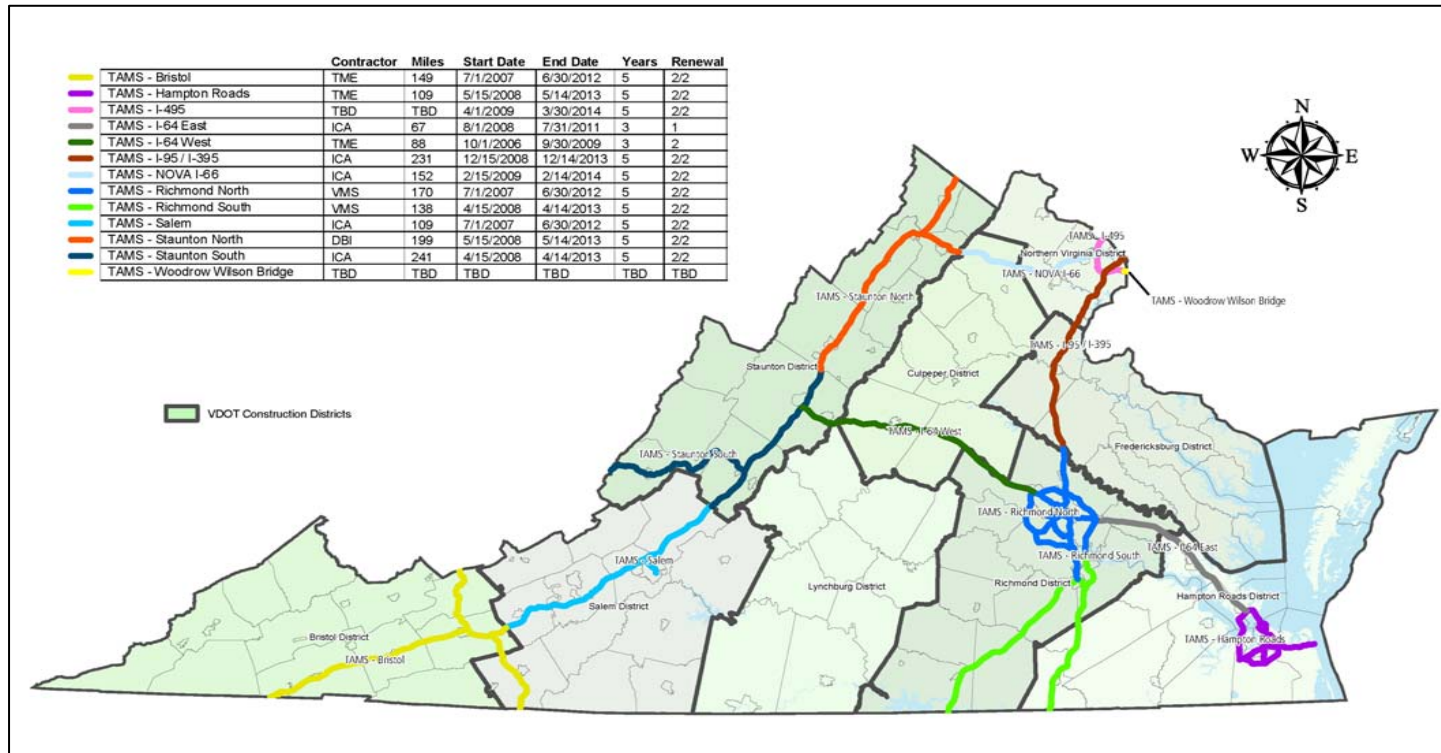 Contractor Miles Start Date End Date Years Renewal
TAMS - Bristol TME 149 7/1/2007 6/30/2012 5 2/2
TAMS - Hampton Roads TME 109 5/15/2008 5/14/2013 5 2/2
TAMS - I-495 TBD TBD 4/1/2009 3/30/2014 5 2/2
TAMS - I-64 East ICA 67 8/1/2008 7/31/2011 3 1
TAMS - I-64 West TME 88 10/1/2006 9/30/2009 3 2
TAMS - I-95 / I-395 ICA 231 12/15/2008 12/14/2013 5 2/2
TAMS - NOVA I-66 ICA 152 2/15/2009 2/14/2014 5 2/2
TAMS - Richmond North VMS 170 7/1/2007 6/30/2012 5 2/2
TAMS - Richmond South VMS 138 4/15/2008 4/14/2013 5 2/2
TAMS - Salem ICA 109 7/1/2007 6/30/2012 5 2/2
TAMS - Staunton North DBI 199 5/15/2008 5/14/2013 5 2/2
TAMS - Staunton South ICA 241 4/15/2008 4/14/2013 5 2/2
TAMS - Woodrow Wilson Bridge TBD TBD TBD TBD TBD TBD
N
W E
S
TAMS - I-495
Northern Virginia District
TAMS - NOVA I-66
TAMS - Staunton North
TAMS - Woodrow Wilson Bridge
TAMS - I-95 / I-395
Staunton District
Culpeper District
VDOT Construction Districts
TAMS - I-64 West
Fredericksburg District
TAMS - Staunton South
TAMS - Richmond North
TAMS - I-64 East
TAMS - Richmond South
TAMS - Salem
Richmond District
Lynchburg District
Hampton Roads District
Salem District
Bristol District
TAMS - Hampton Roads
TAMS - Bristol